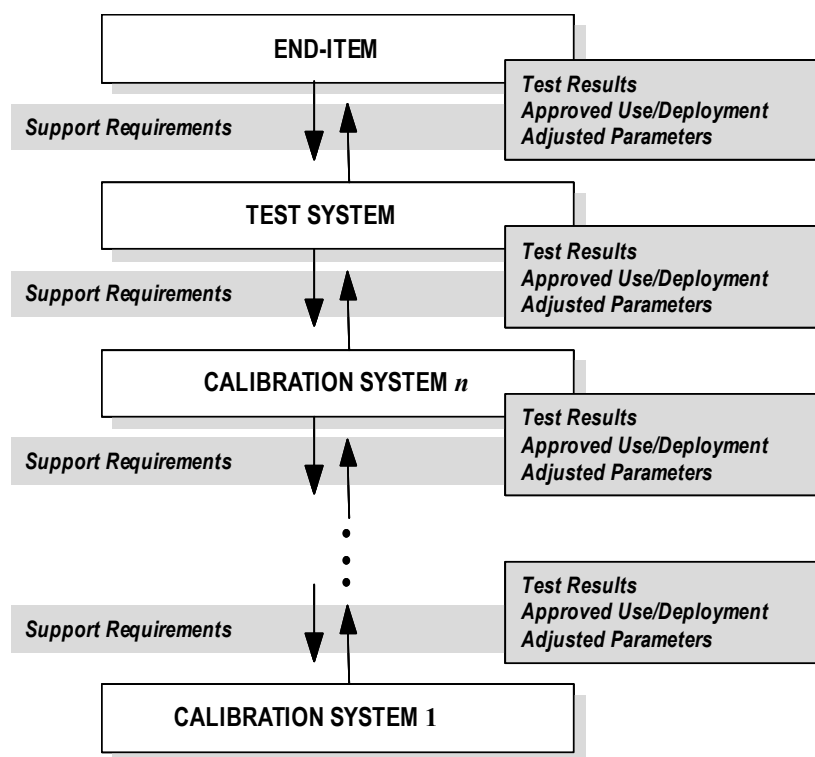 END-ITEM
Test Results
Approved Use/Deployment
Adjusted Parameters
Support Requirements
TEST SYSTEM
Test Results
Approved Use/Deployment
Adjusted Parameters
Support Requirements
CALIBRATION SYSTEM n
Test Results
Approved Use/Deployment
Adjusted Parameters
Support Requirements
Test Results
Approved Use/Deployment
Adjusted Parameters
Support Requirements
CALIBRATION SYSTEM 1